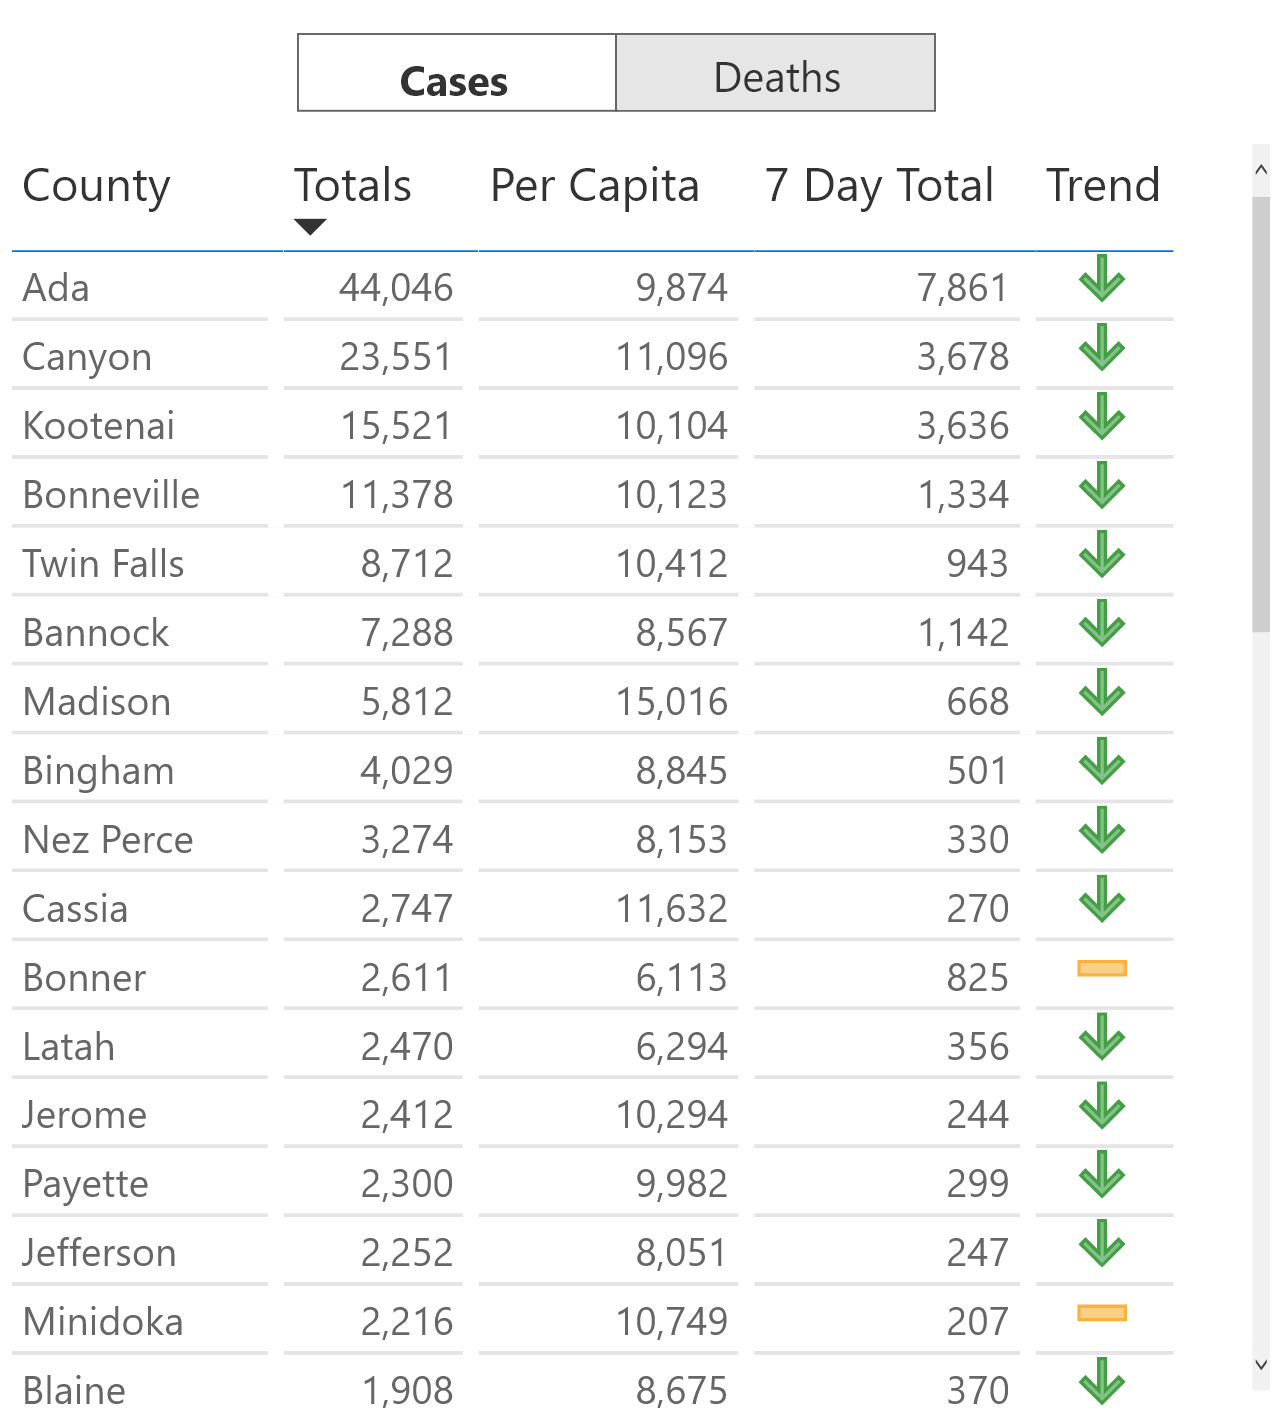 Cases Deaths
County Totals Per Capita 7 Day Total Trend
Ada 44,046 9,874 7,861
Canyon 23,551 11,096 3,678
Kootenai 15,521 10,104 3,636
Bonneville 11,378 10,123 1,334
Twin Falls 8,712 10,412 943
Bannock 7,288 8,567 1,142
Madison 5,812 15,016 668
Bingham 4,029 8,845 501
Nez Perce 3,274 8,153 330
Cassia 2,747 11,632 270
Bonner 2,611 6,113 825
Latah 2,470 6,294 356
Jerome 2,412 10,294 244
Payette 2,300 9,982 299
Jefferson 2,252 8,051 247
Minidoka 2,216 10,749 207
Blaine 1,908 8,675 370